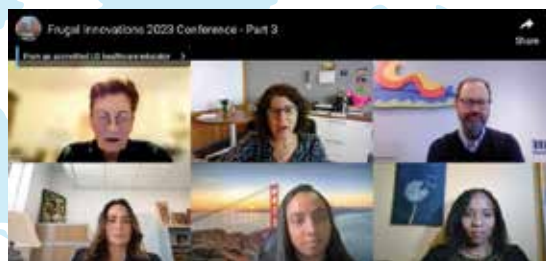 Frugal Innovations 2023 Conference - Part 3
Share
From an accredited US healthcare educator